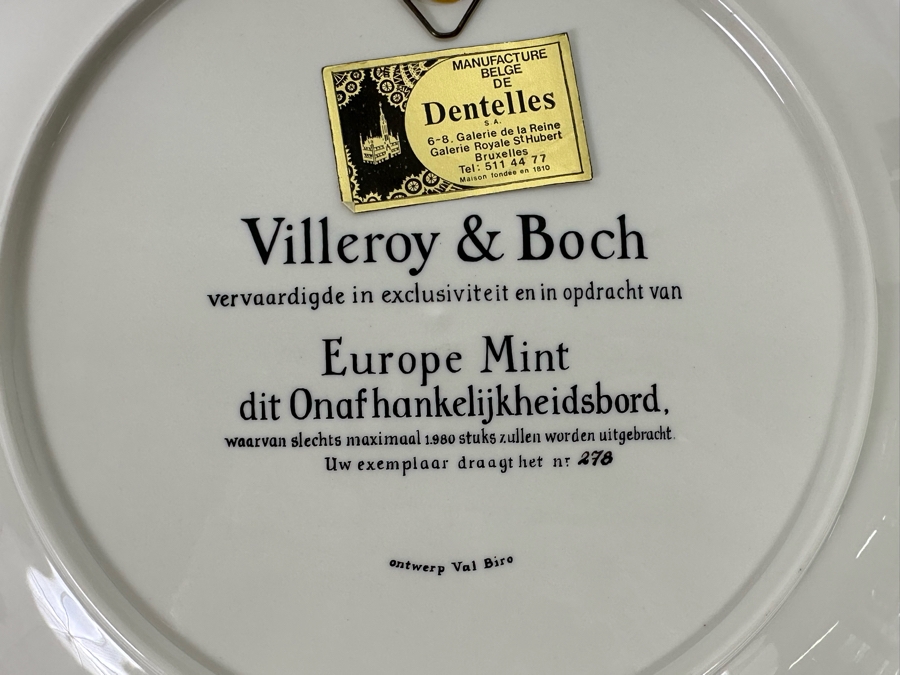 MANUFACTURE
BELGE
DE
Dentelles
S.A.
6-8, Galerie de la Reine
Galerie Royale St Hubert
Bruxelles
Tel: 511 44 77
Maison fondée en 1810
Villeroy & Boch
vervaardigde in exclusiviteit en in opdracht van
Europe Mint
dit Onafhankelijkheidsbord,
waarvan slechts maximaal 1.980 stuks zullen worden uitgebracht.
Uw exemplaar draagt het nr 278
ontwerp Val Biro